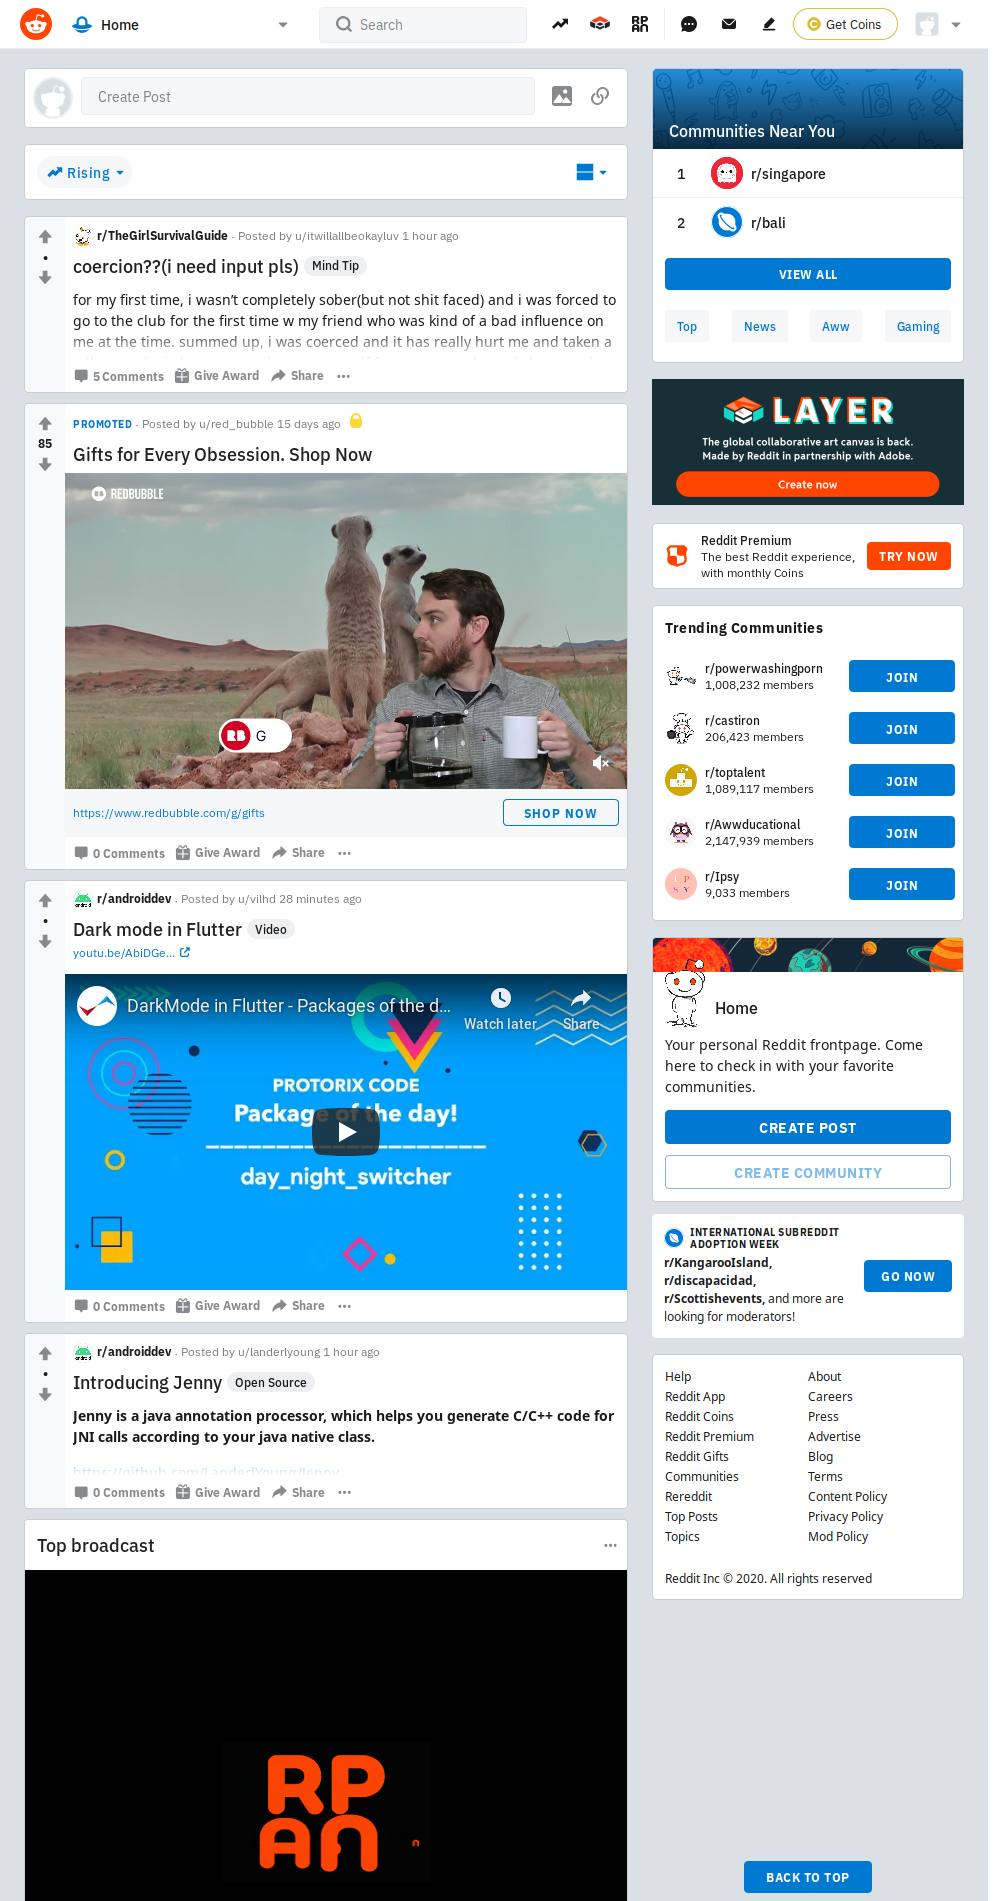 Home
Search
RPAN
Get Coins
Create Post
Rising
r/TheGirlSurvivalGuide · Posted by u/itwillallbeokayluv 1 hour ago
coercion??(i need input pls) Mind Tip
for my first time, i wasn't completely sober(but not shit faced) and i was forced to
go to the club for the first time w my friend who was kind of a bad influence on
me at the time. summed up, i was coerced and it has really hurt me and taken a
5 Comments Give Award Share
85
PROMOTED · Posted by u/red_bubble 15 days ago
Gifts for Every Obsession. Shop Now
REDBUBBLE
RB G
https://www.redbubble.com/g/gifts
SHOP NOW
0 Comments Give Award Share
r/androiddev · Posted by u/vilhd 28 minutes ago
Dark mode in Flutter Video
youtu.be/AbiDGe...
DarkMode in Flutter - Packages of the d...
Watch later Share
PROTORIX CODE
Package of the day!
day_night_switcher
0 Comments Give Award Share
r/androiddev · Posted by u/landerlyoung 1 hour ago
Introducing Jenny Open Source
Jenny is a java annotation processor, which helps you generate C/C++ code for
JNI calls according to your java native class.
https://github.com/LanderlYoung/Jenny
0 Comments Give Award Share
Top broadcast
RP
AN
Communities Near You
1 r/singapore
2 r/bali
VIEW ALL
Top News Aww Gaming
LAYER
The global collaborative art canvas is back.
Made by Reddit in partnership with Adobe.
Create now
Reddit Premium
The best Reddit experience,
with monthly Coins
TRY NOW
Trending Communities
r/powerwashingporn
1,008,232 members
JOIN
r/castiron
206,423 members
JOIN
r/toptalent
1,089,117 members
JOIN
r/Awwducational
2,147,939 members
JOIN
r/Ipsy
9,033 members
JOIN
Home
Your personal Reddit frontpage. Come
here to check in with your favorite
communities.
CREATE POST
CREATE COMMUNITY
INTERNATIONAL SUBREDDIT
ADOPTION WEEK
r/KangarooIsland,
r/discapacidad,
r/Scottishevents, and more are
looking for moderators!
GO NOW
Help About
Reddit App Careers
Reddit Coins Press
Reddit Premium Advertise
Reddit Gifts Blog
Communities Terms
Rereddit Content Policy
Top Posts Privacy Policy
Topics Mod Policy
Reddit Inc © 2020. All rights reserved
BACK TO TOP